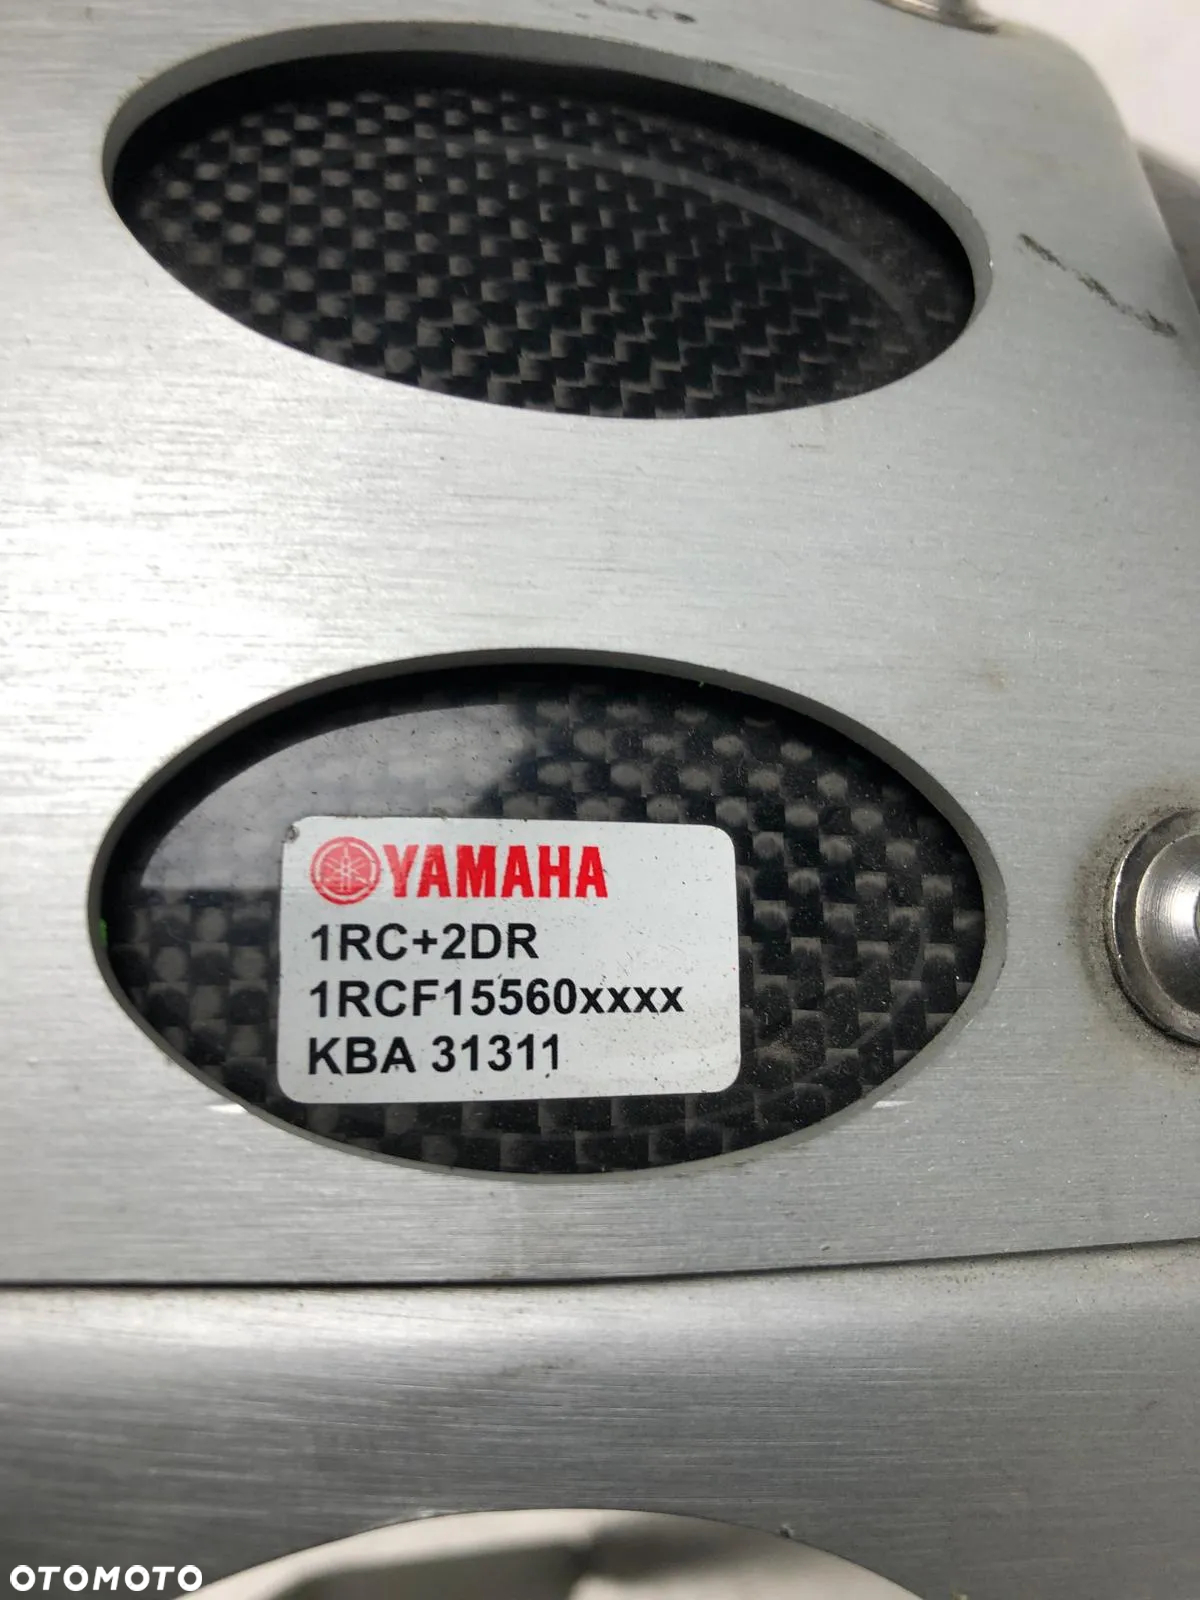 YAMAHA
1RC+2DR
1RCF15560xxxx
KBA 31311
OTOMOTO